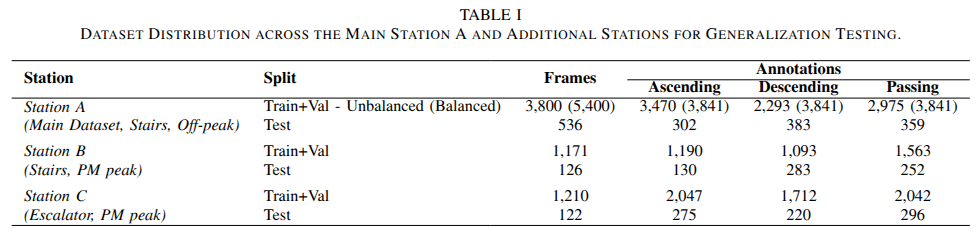 TABLE I
DATASET DISTRIBUTION ACROSS THE MAIN STATION A AND ADDITIONAL STATIONS FOR GENERALIZATION TESTING.
Station Split Frames Annotations
Ascending Descending Passing
Station A Train+Val - Unbalanced (Balanced) 3,800 (5,400) 3,470 (3,841) 2,293 (3,841) 2,975 (3,841)
(Main Dataset, Stairs, Off-peak) Test 536 302 383 359
Station B Train+Val 1,171 1,190 1,093 1,563
(Stairs, PM peak) Test 126 130 283 252
Station C Train+Val 1,210 2,047 1,712 2,042
(Escalator, PM peak) Test 122 275 220 296